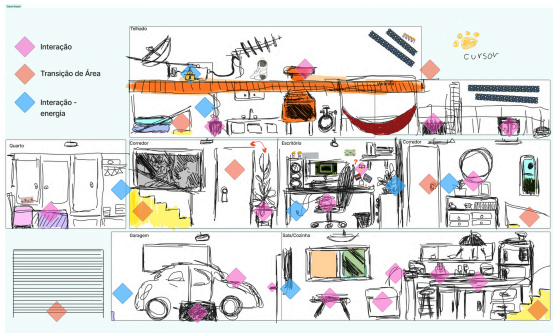 Telhado
Interação
CURSOR
Transição de Área
Interação -
energia
Quarto
Corredor
Escritório
Corredor
Garagem
Sala/Cozinha